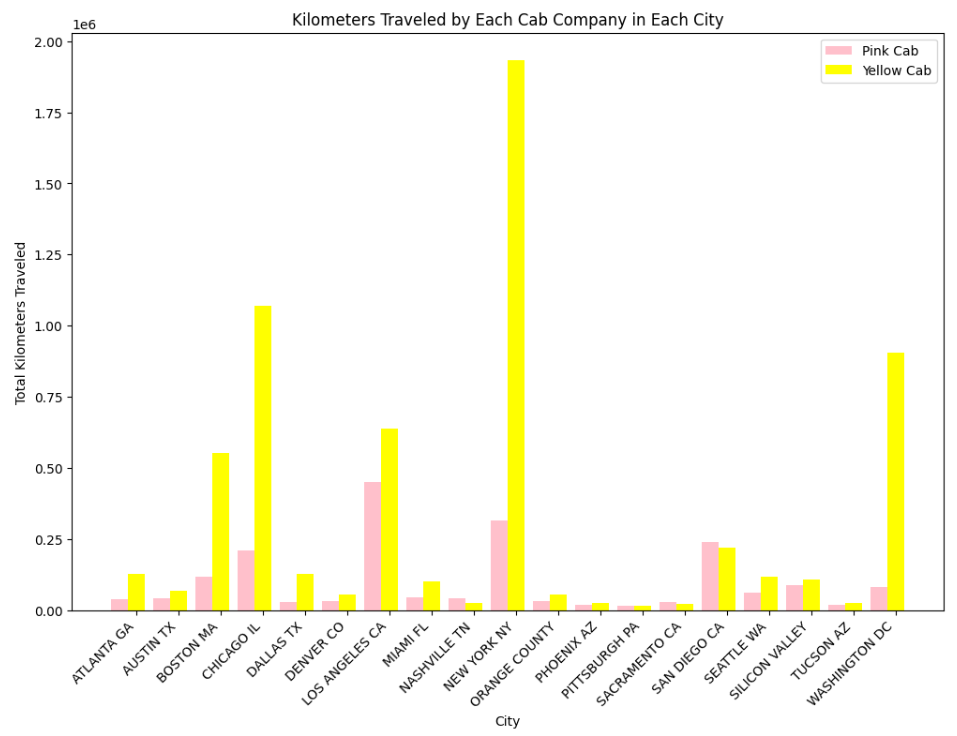 Kilometers Traveled by Each Cab Company in Each City
1e6
2.00
1.75
1.50
1.25
1.00
0.75
0.50
0.25
0.00
Total Kilometers Traveled
Pink Cab
Yellow Cab
ATLANTA GA
AUSTIN TX
BOSTON MA
CHICAGO IL
DALLAS TX
DENVER CO
LOS ANGELES CA
MIAMI FL
NASHVILLE TN
NEW YORK NY
ORANGE COUNTY
PHOENIX AZ
PITTSBURGH PA
SACRAMENTO CA
SAN DIEGO CA
SEATTLE WA
SILICON VALLEY
TUCSON AZ
WASHINGTON DC
City